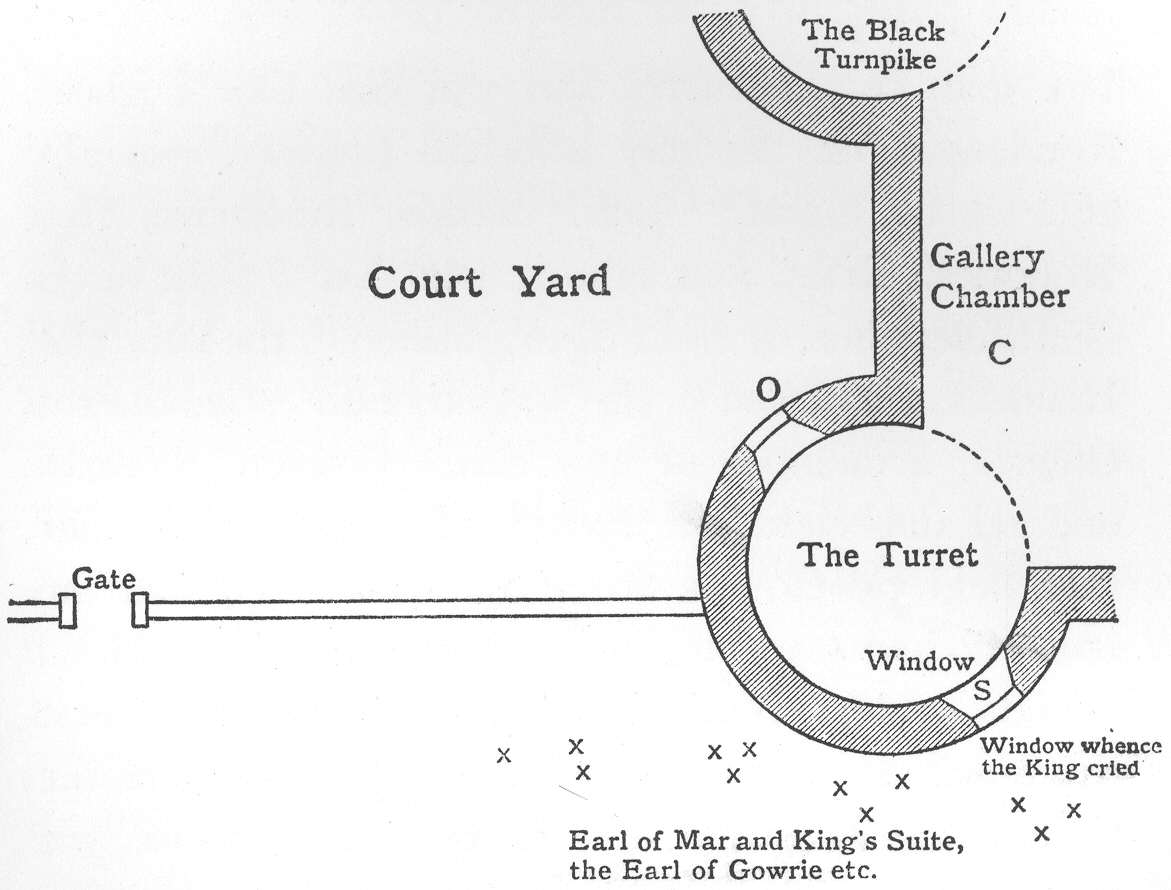 The Black
Turnpike
Gallery
Chamber
C
Court Yard
O
The Turret
Gate
Window
S
Window whence
the King cried
x x x x x x x x x x x x
Earl of Mar and King's Suite,
the Earl of Gowrie etc.